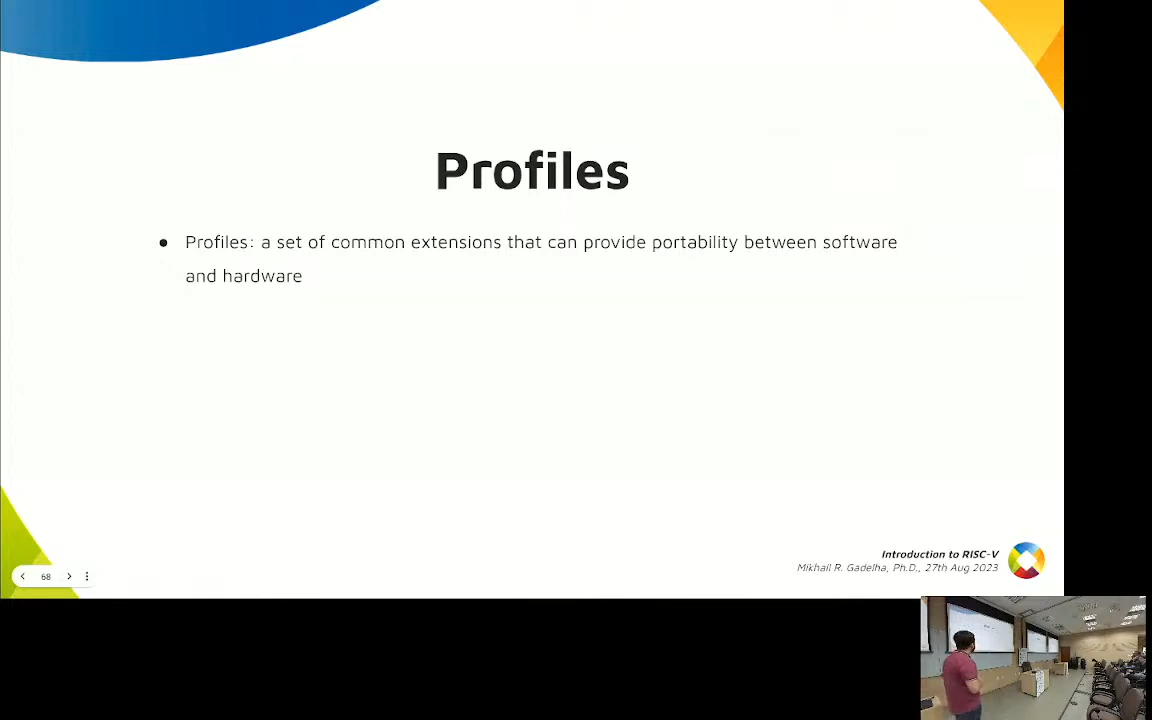 Profiles
● Profiles: a set of common extensions that can provide portability between software
and hardware
Introduction to RISC-V
Mikhail R. Gadelha, Ph.D., 27th Aug 2023
68